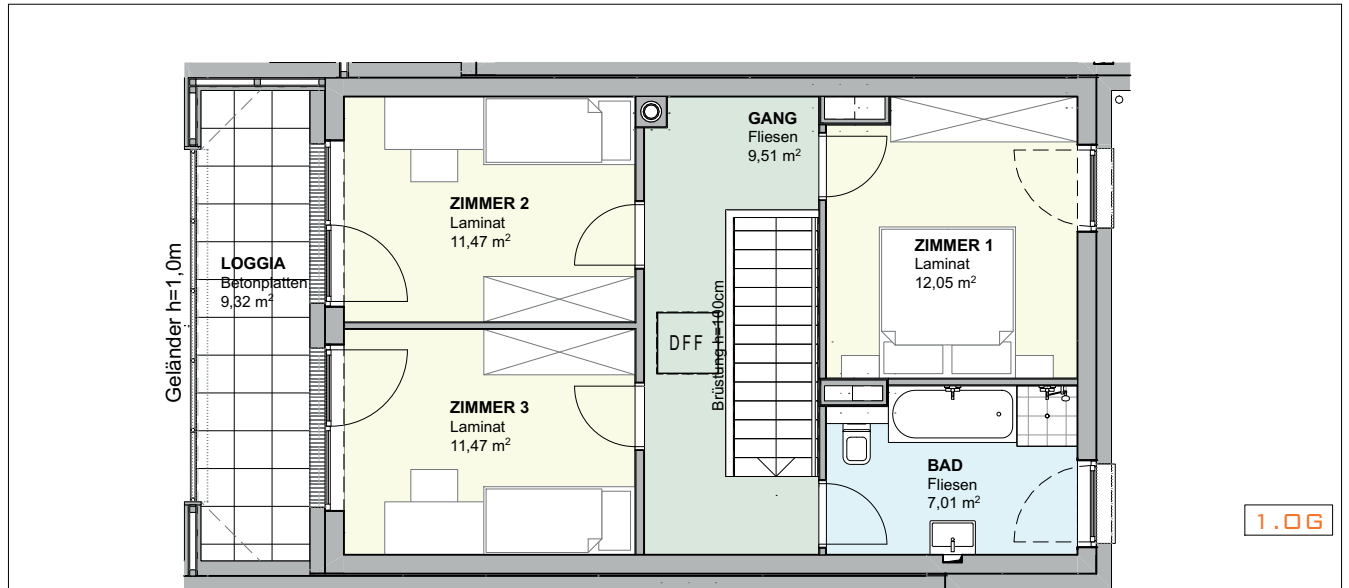 GANG
Fliesen
9,51 m²
ZIMMER 2
Laminat
11,47 m²
ZIMMER 1
Laminat
12,05 m²
LOGGIA
Betonplatten
9,32 m²
Geländer h=1,0m
DFF
Brüstung h=100cm
ZIMMER 3
Laminat
11,47 m²
BAD
Fliesen
7,01 m²
1.OG